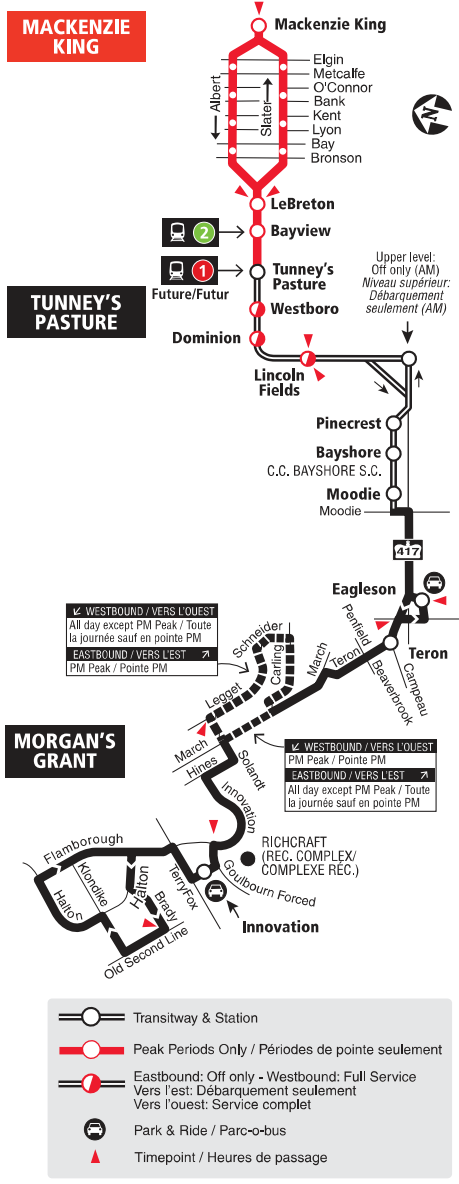 MACKENZIE
KING
Mackenzie King
Elgin
Metcalfe
O'Connor
Bank
Kent
Lyon
Bay
Bronson
Albert
Slater
N
LeBreton
2
Bayview
1
Future/Futur
Tunney's
Pasture
TUNNEY'S
PASTURE
Westboro
Dominion
Lincoln
Fields
Upper level:
Off only (AM)
Niveau supérieur:
Débarquement
seulement (AM)
Pinecrest
Bayshore
C.C. BAYSHORE S.C.
Moodie
Moodie
417
Eagleson
Teron
Penfield
Campeau
Beaverbrook
March
Teron
↙ WESTBOUND / VERS L'OUEST
All day except PM Peak / Toute
la journée sauf en pointe PM
EASTBOUND / VERS L'EST ↗
PM Peak / Pointe PM
Schneider
Carling
Legget
MORGAN'S
GRANT
March
Hines
Solandt
↙ WESTBOUND / VERS L'OUEST
PM Peak / Pointe PM
EASTBOUND / VERS L'EST ↗
All day except PM Peak / Toute
la journée sauf en pointe PM
Innovation
RICHCRAFT
(REC. COMPLEX/
COMPLEXE RÉC.)
Flamborough
Halton
Klondike
Halton
Brady
TerryFox
Goulbourn Forced
Innovation
Old Second Line
Transitway & Station
Peak Periods Only / Périodes de pointe seulement
Eastbound: Off only - Westbound: Full Service
Vers l'est: Débarquement seulement
Vers l'ouest: Service complet
Park & Ride / Parc-o-bus
Timepoint / Heures de passage